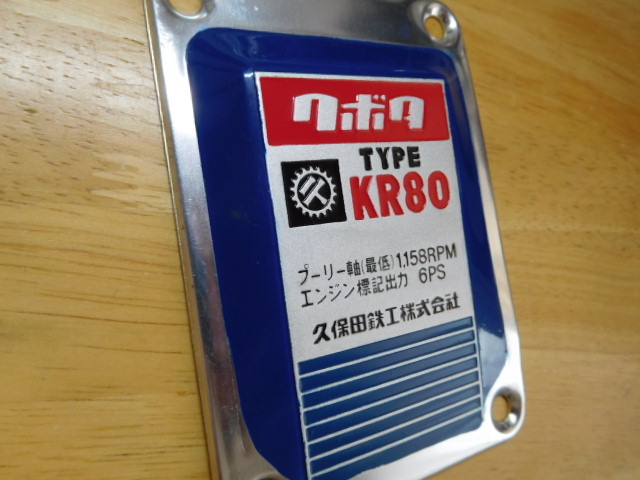 クボタ
TYPE
KR80
プーリー軸(最低)1,158RPM
エンジン標記出力 6PS
久保田鉄工株式会社